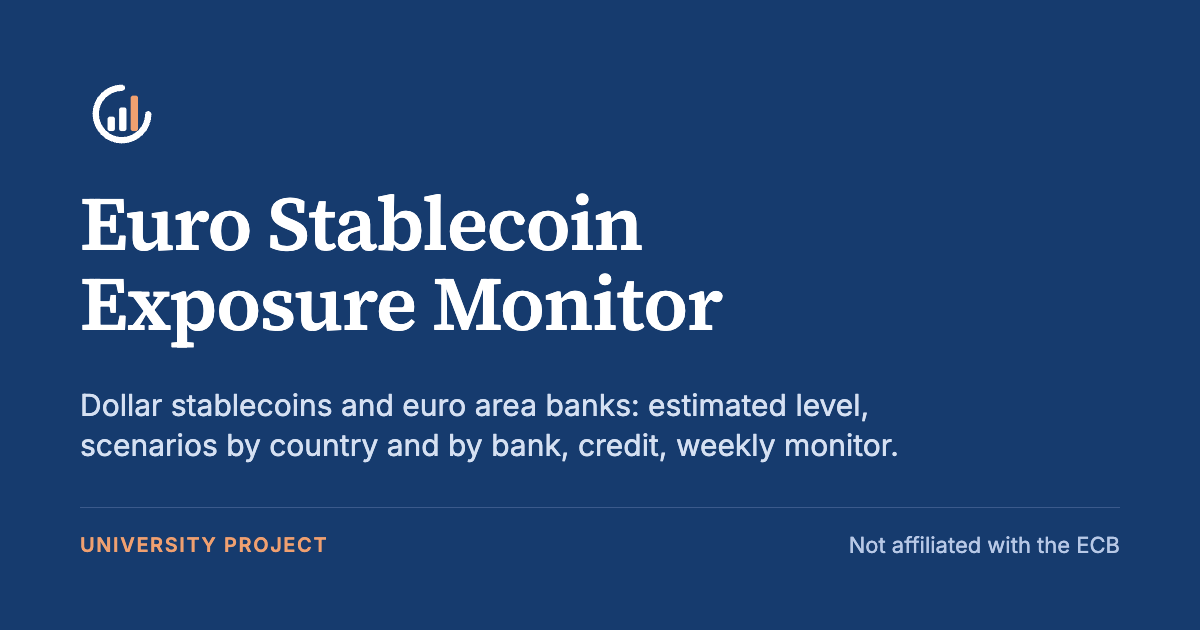 Euro Stablecoin
Exposure Monitor
Dollar stablecoins and euro area banks: estimated level,
scenarios by country and by bank, credit, weekly monitor.
UNIVERSITY PROJECT
Not affiliated with the ECB